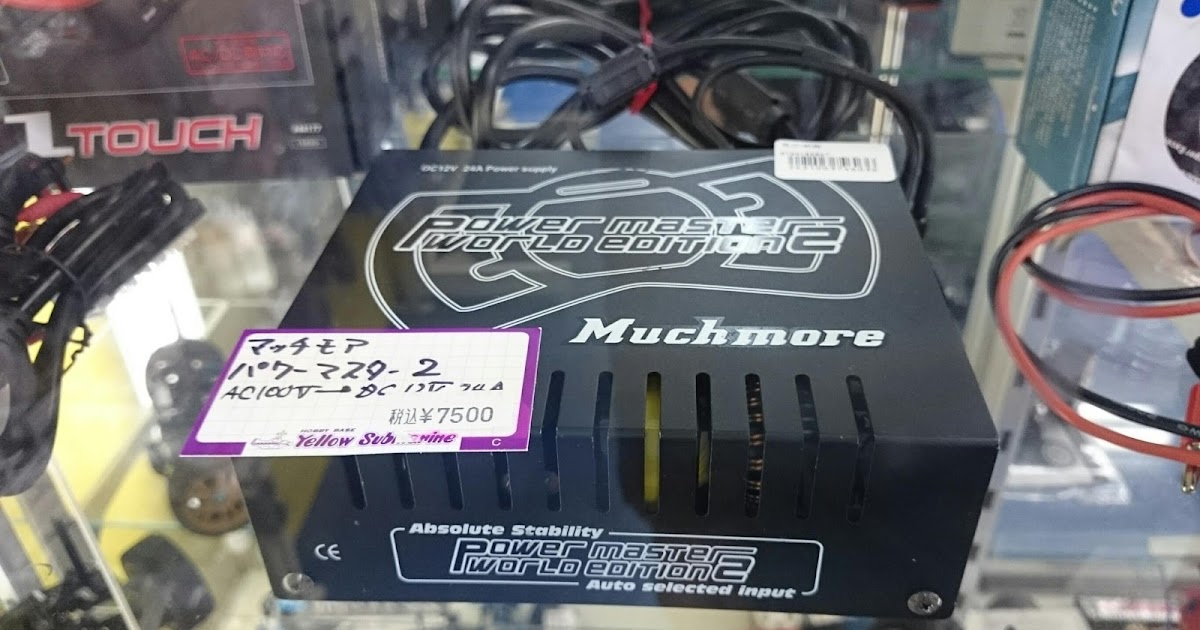 1 TOUCH
DC12V 24A Power supply
Power master
World edition 2
Muchmore
マッチモア
パワーマスター2
AC100V→DC 12V 24A
税込¥7500
HOBBY BASE
Yellow Submarine
C
Absolute Stability
Power master
World edition 2
Auto selected input
CE